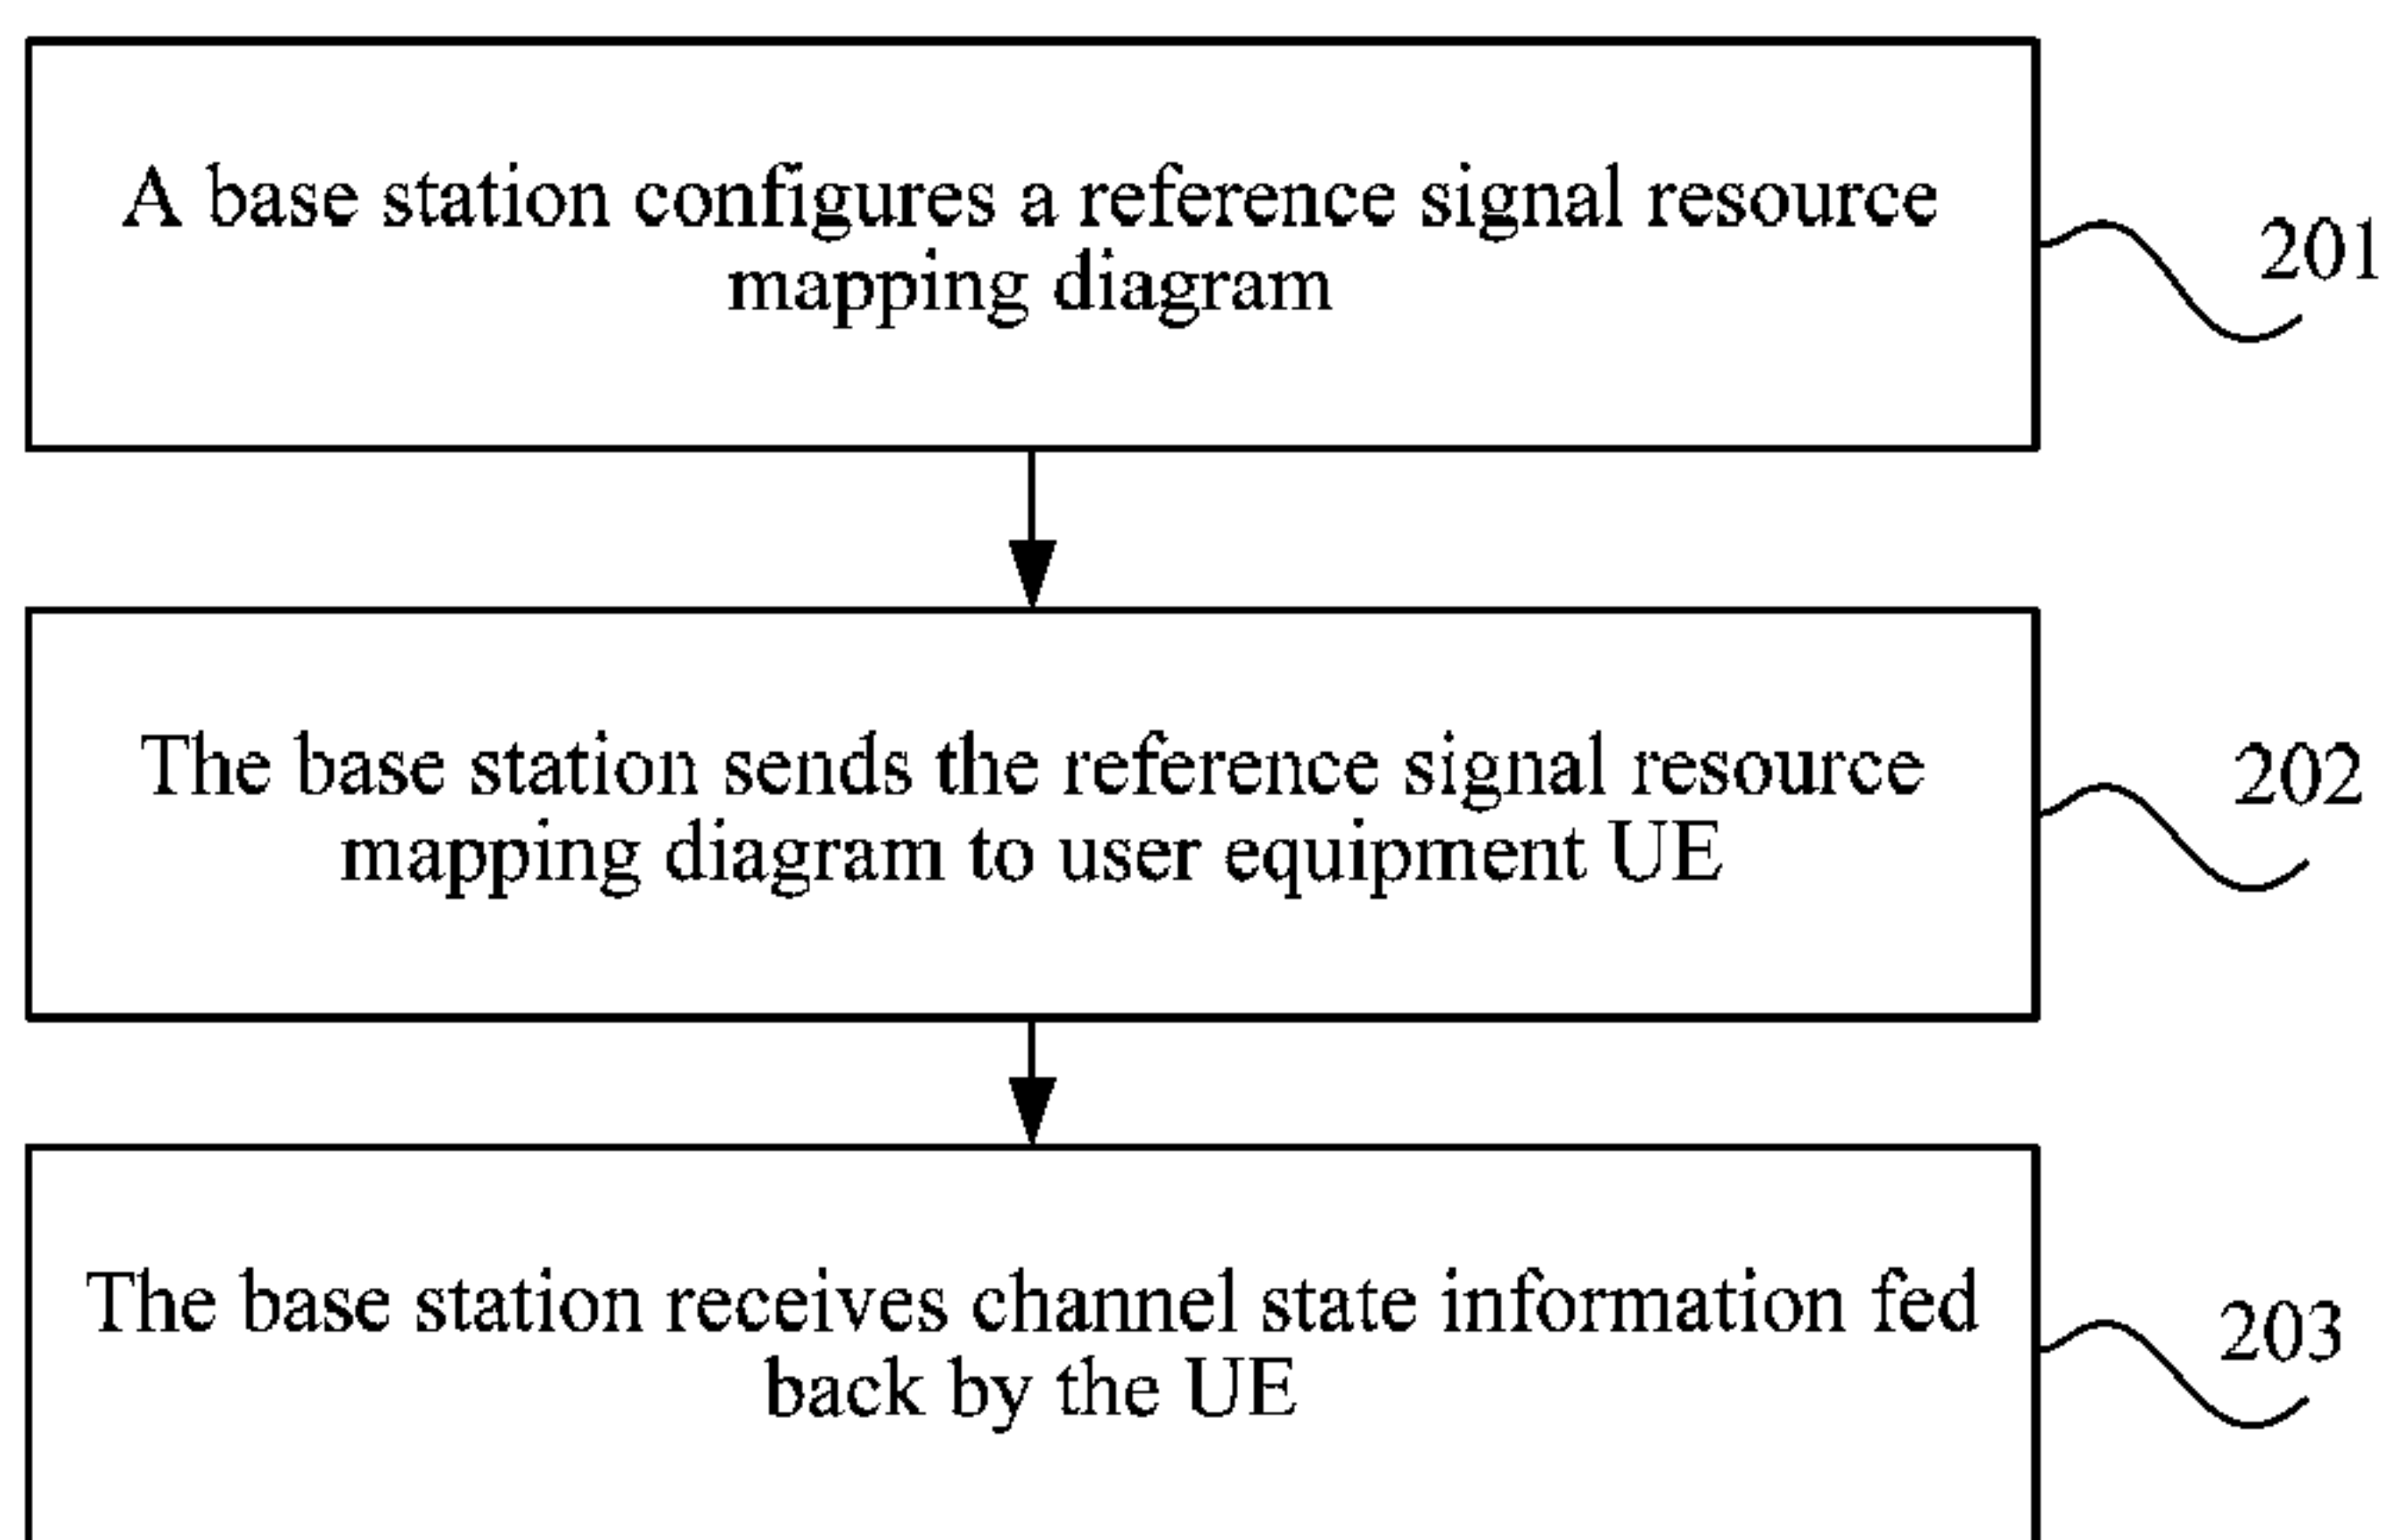 A base station configures a reference signal resource
mapping diagram
201
The base station sends the reference signal resource
mapping diagram to user equipment UE
202
The base station receives channel state information fed
back by the UE
203